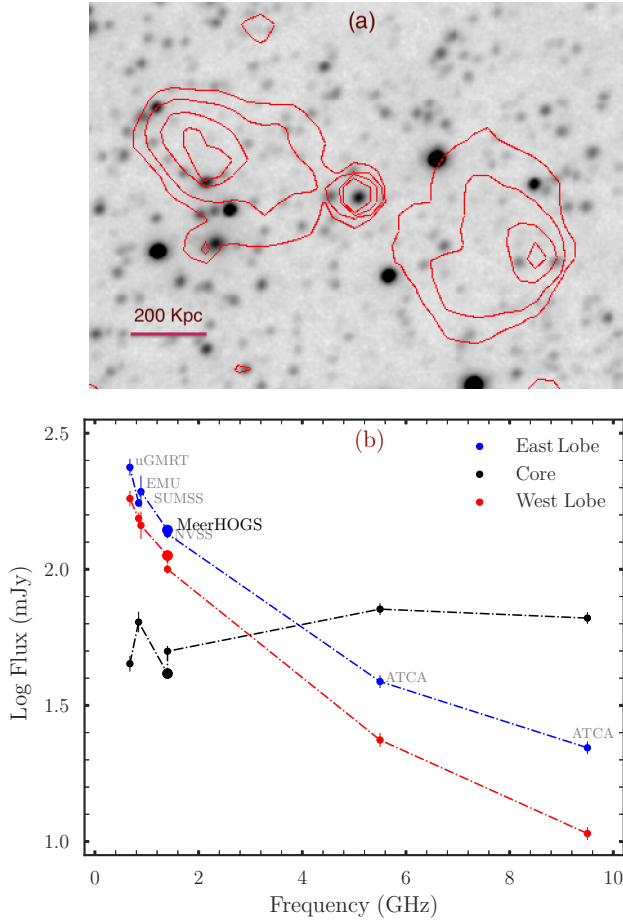 (a)
200 Kpc
(b)
East Lobe
Core
West Lobe
uGMRT
EMU
SUMSS
MeerHOGS
NVSS
ATCA
ATCA
Log Flux (mJy)
2.5
2.0
1.5
1.0
0 2 4 6 8 10
Frequency (GHz)